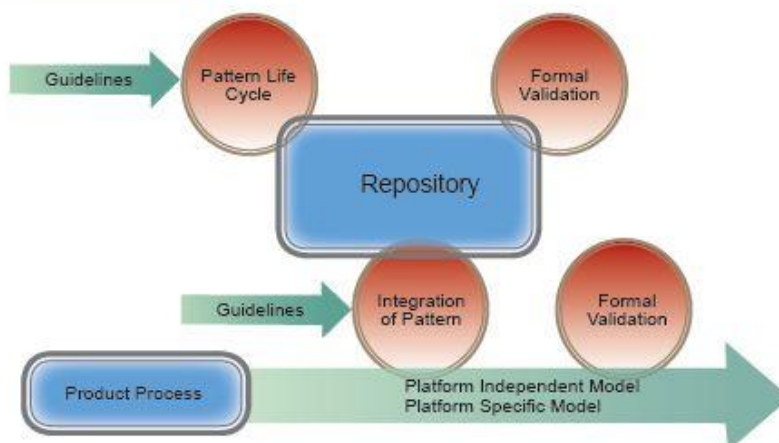 Guidelines
Pattern Life
Cycle
Formal
Validation
Repository
Guidelines
Integration
of Pattern
Formal
Validation
Product Process
Platform Independent Model
Platform Specific Model